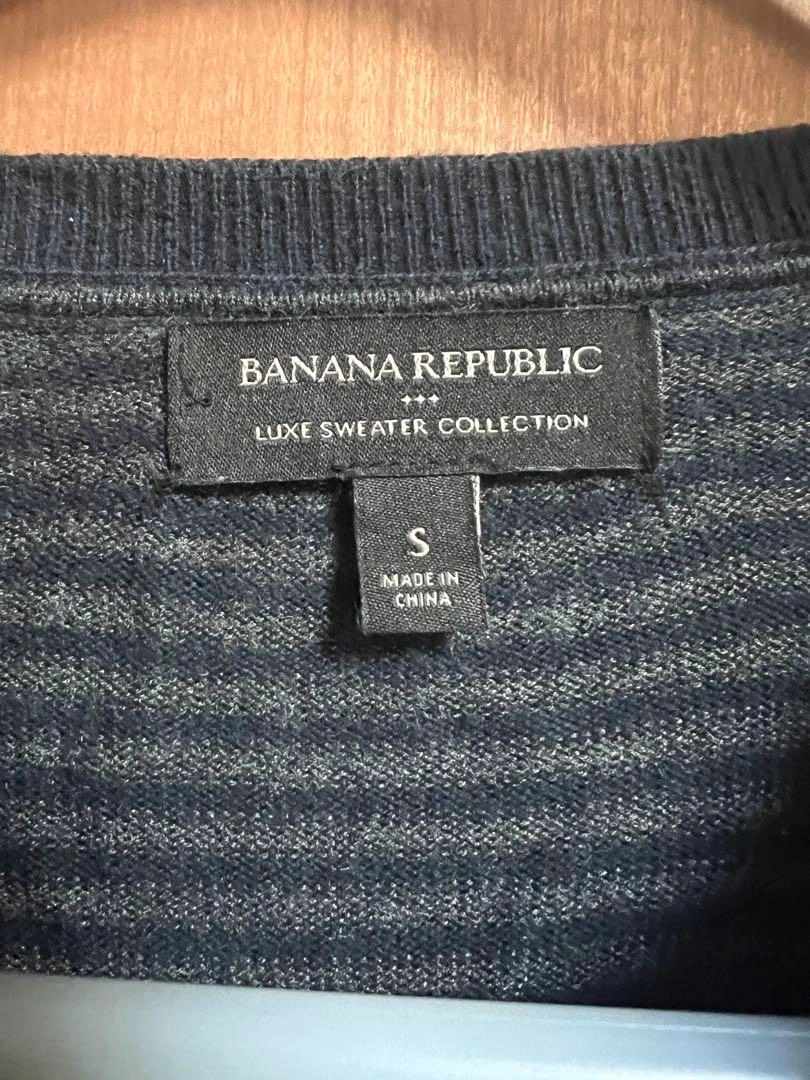 BANANA REPUBLIC
LUXE SWEATER COLLECTION
S
MADE IN
CHINA